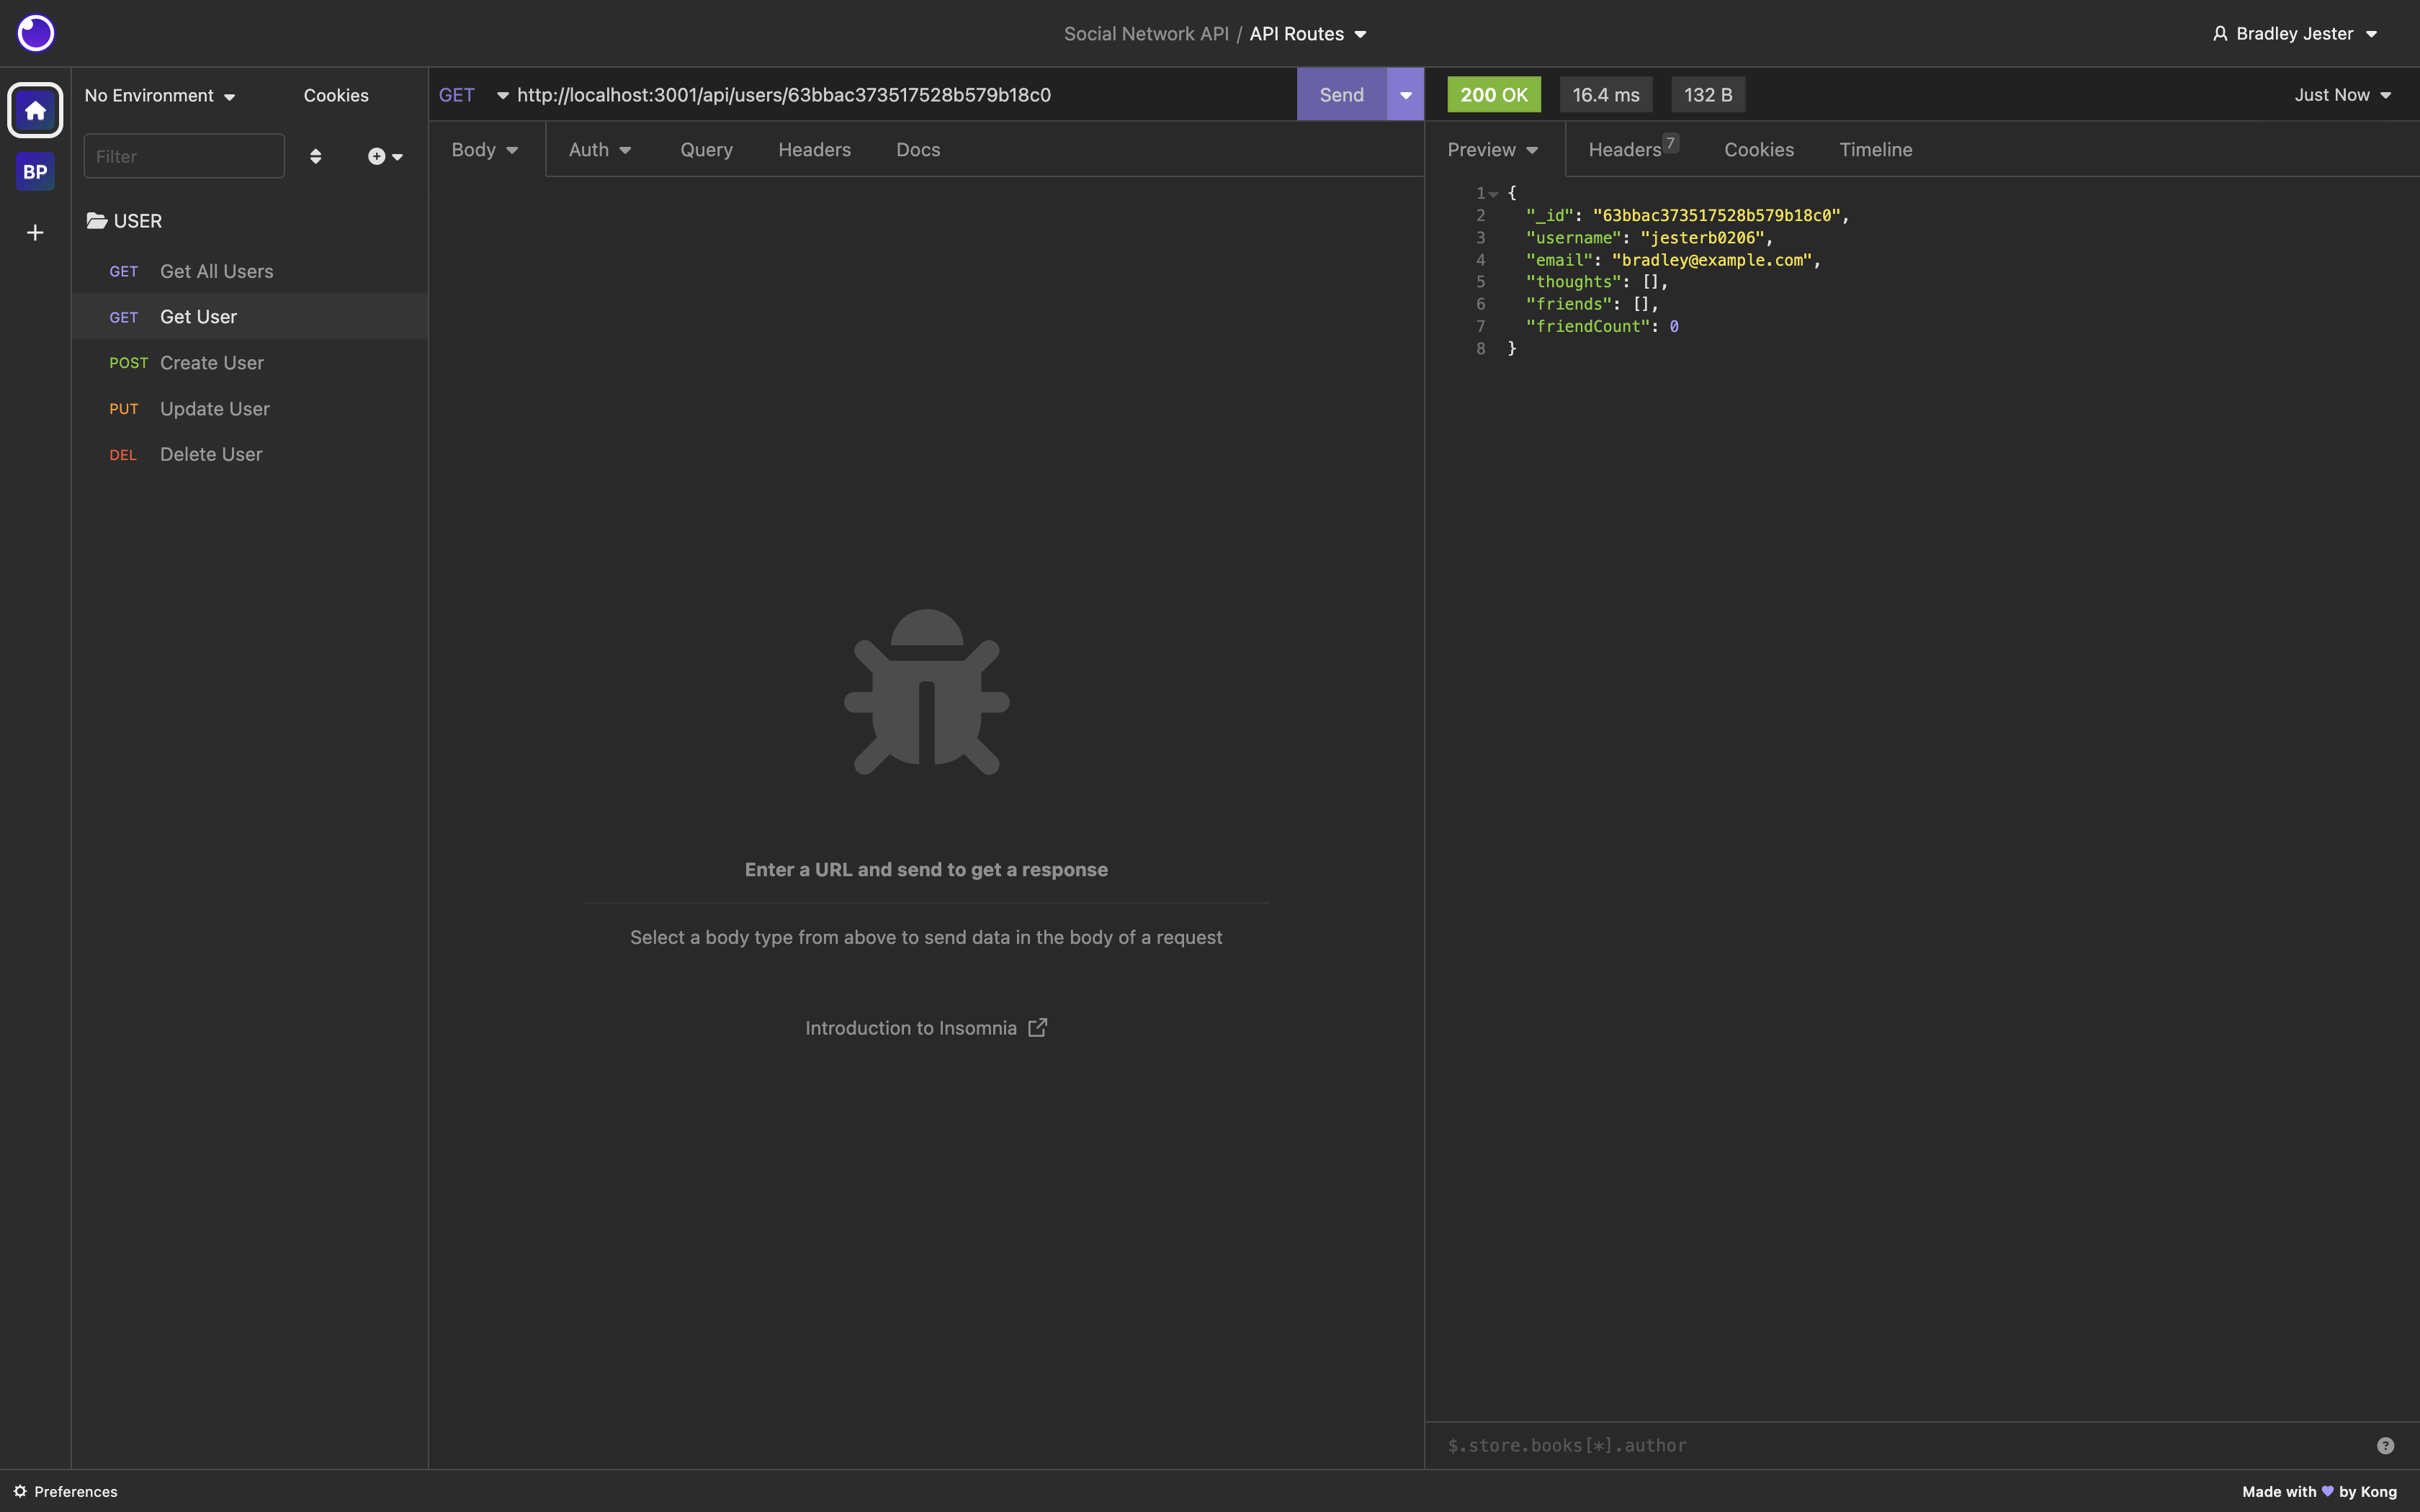 Social Network API / API Routes
Bradley Jester
BP
No Environment
Cookies
Filter
USER
GET Get All Users
GET Get User
POST Create User
PUT Update User
DEL Delete User
GET http://localhost:3001/api/users/63bbac373517528b579b18c0
Send
Body
Auth
Query
Headers
Docs
Enter a URL and send to get a response
Select a body type from above to send data in the body of a request
Introduction to Insomnia
200 OK
16.4 ms
132 B
Just Now
Preview
Headers 7
Cookies
Timeline
1 {
2 "_id": "63bbac373517528b579b18c0",
3 "username": "jesterb0206",
4 "email": "bradley@example.com",
5 "thoughts": [],
6 "friends": [],
7 "friendCount": 0
8 }
$.store.books[*].author
?
Preferences
Made with 💜 by Kong